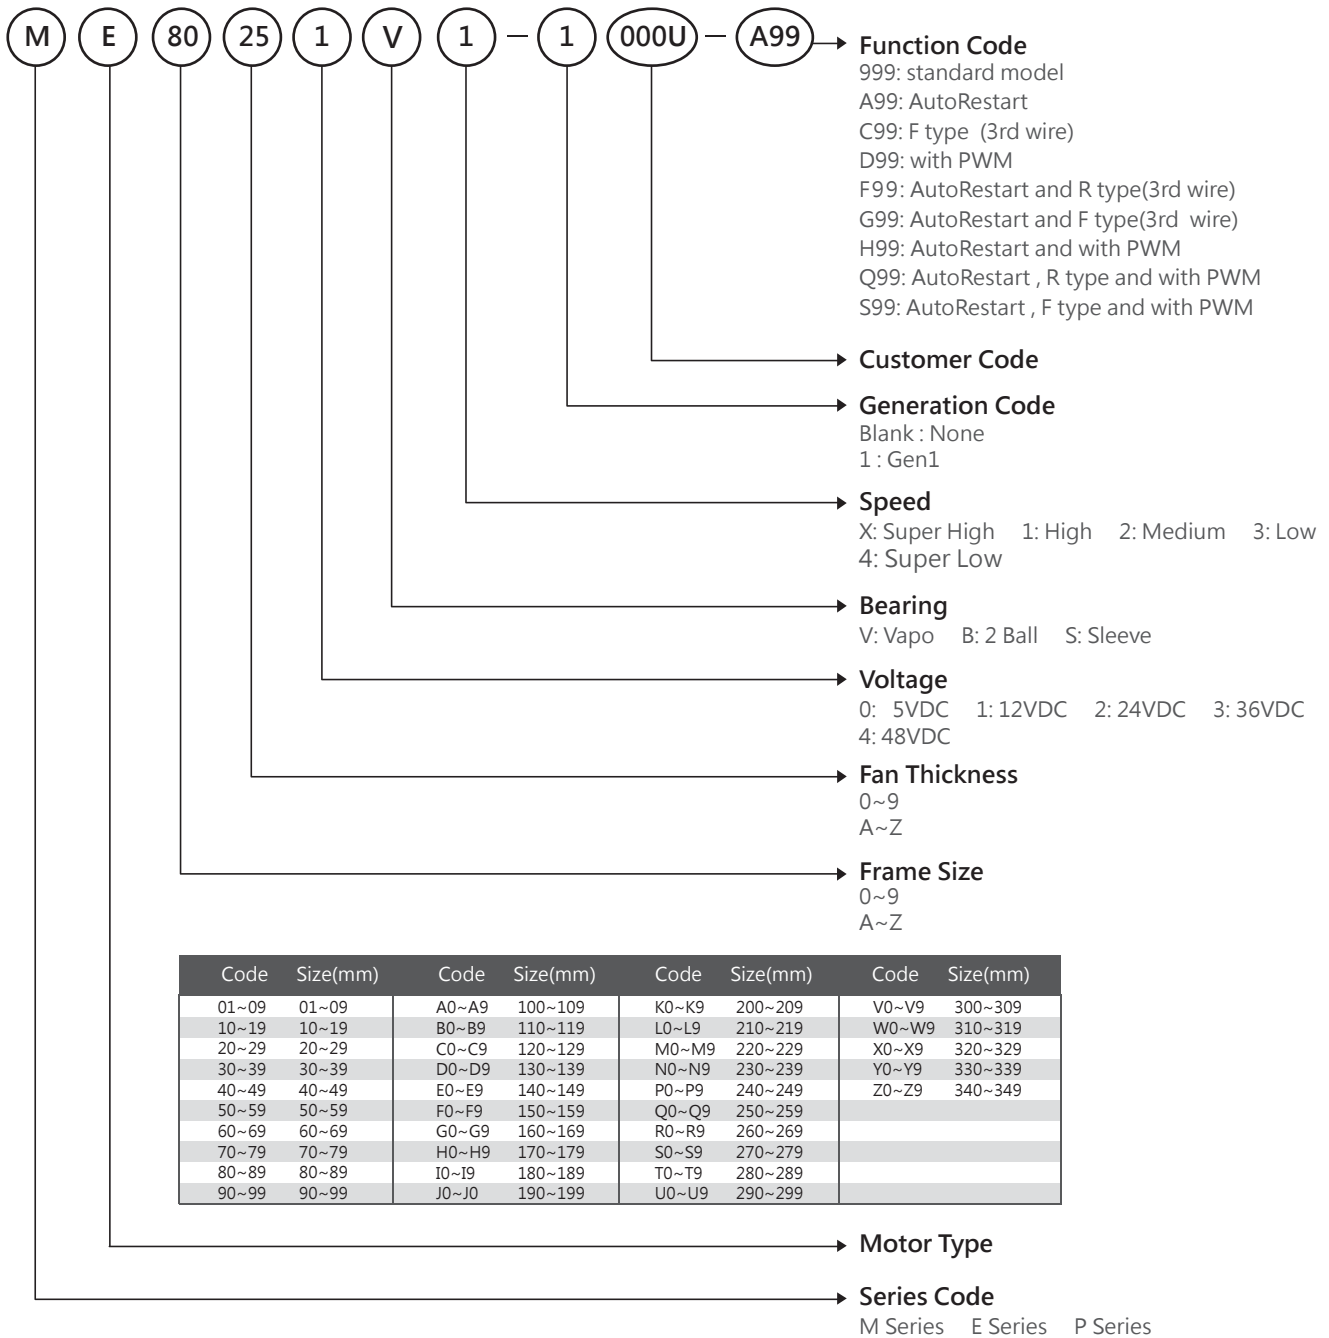 M E 80 25 1 V 1 – 1 000U – A99
Function Code
999: standard model
A99: AutoRestart
C99: F type (3rd wire)
D99: with PWM
F99: AutoRestart and R type(3rd wire)
G99: AutoRestart and F type(3rd wire)
H99: AutoRestart and with PWM
Q99: AutoRestart , R type and with PWM
S99: AutoRestart , F type and with PWM
Customer Code
Generation Code
Blank : None
1 : Gen1
Speed
X: Super High 1: High 2: Medium 3: Low
4: Super Low
Bearing
V: Vapo B: 2 Ball S: Sleeve
Voltage
0: 5VDC 1: 12VDC 2: 24VDC 3: 36VDC
4: 48VDC
Fan Thickness
0~9
A~Z
Frame Size
0~9
A~Z
Code Size(mm) Code Size(mm) Code Size(mm) Code Size(mm)
01~09 01~09 A0~A9 100~109 K0~K9 200~209 V0~V9 300~309
10~19 10~19 B0~B9 110~119 L0~L9 210~219 W0~W9 310~319
20~29 20~29 C0~C9 120~129 M0~M9 220~229 X0~X9 320~329
30~39 30~39 D0~D9 130~139 N0~N9 230~239 Y0~Y9 330~339
40~49 40~49 E0~E9 140~149 P0~P9 240~249 Z0~Z9 340~349
50~59 50~59 F0~F9 150~159 Q0~Q9 250~259
60~69 60~69 G0~G9 160~169 R0~R9 260~269
70~79 70~79 H0~H9 170~179 S0~S9 270~279
80~89 80~89 I0~I9 180~189 T0~T9 280~289
90~99 90~99 J0~J0 190~199 U0~U9 290~299
Motor Type
Series Code
M Series E Series P Series